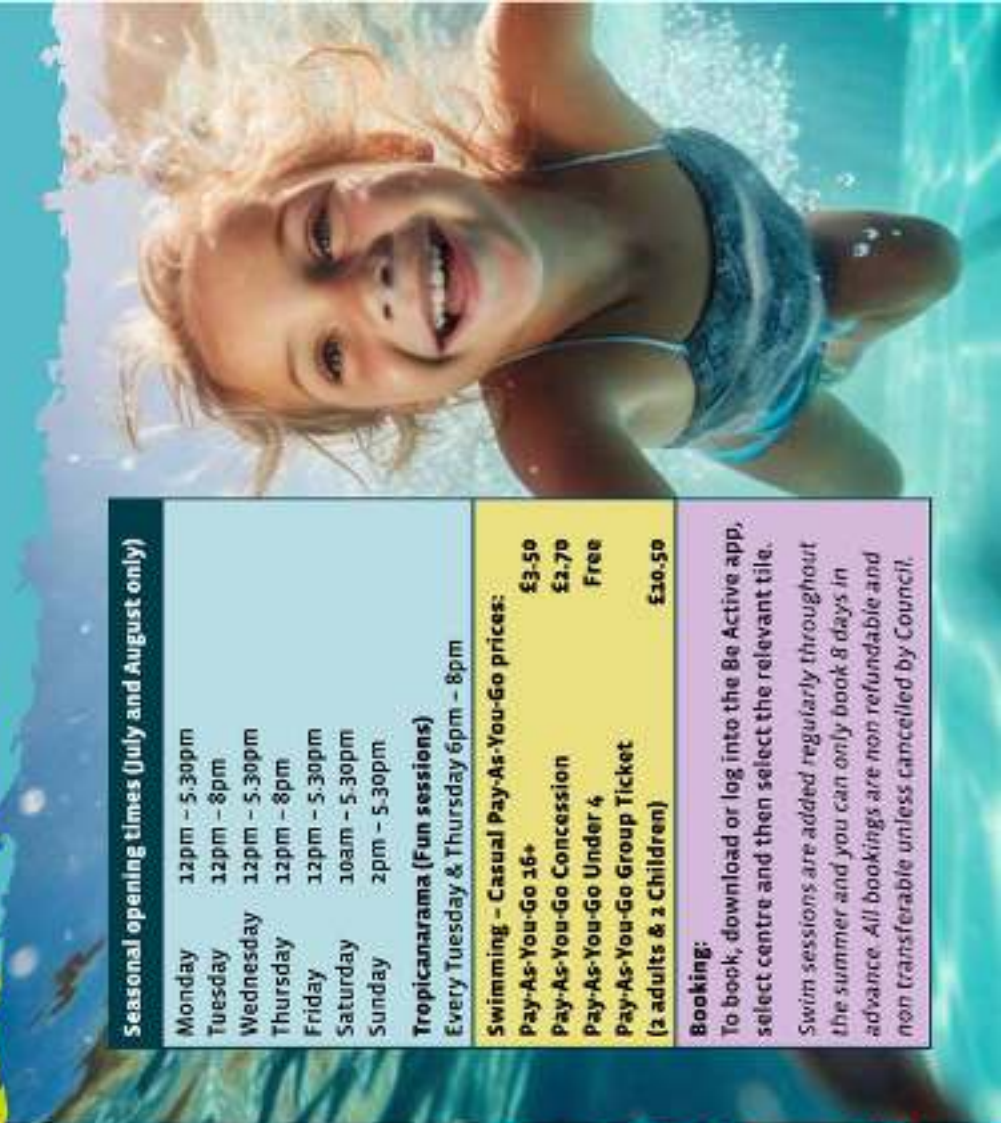 Seasonal opening times (July and August only)
Monday 12pm – 5.30pm
Tuesday 12pm – 8pm
Wednesday 12pm – 5.30pm
Thursday 12pm – 8pm
Friday 12pm – 5.30pm
Saturday 10am – 5.30pm
Sunday 2pm – 5.30pm
Tropicanarama (Fun sessions)
Every Tuesday & Thursday 6pm – 8pm
Swimming – Casual Pay-As-You-Go prices:
Pay-As-You-Go 16+ £3.50
Pay-As-You-Go Concession £2.70
Pay-As-You-Go Under 4 Free
Pay-As-You-Go Group Ticket
(2 adults & 2 Children) £10.50
Booking:
To book, download or log into the Be Active app,
select centre and then select the relevant tile.
Swim sessions are added regularly throughout
the summer and you can only book 8 days in
advance. All bookings are non refundable and
non transferable unless cancelled by Council.